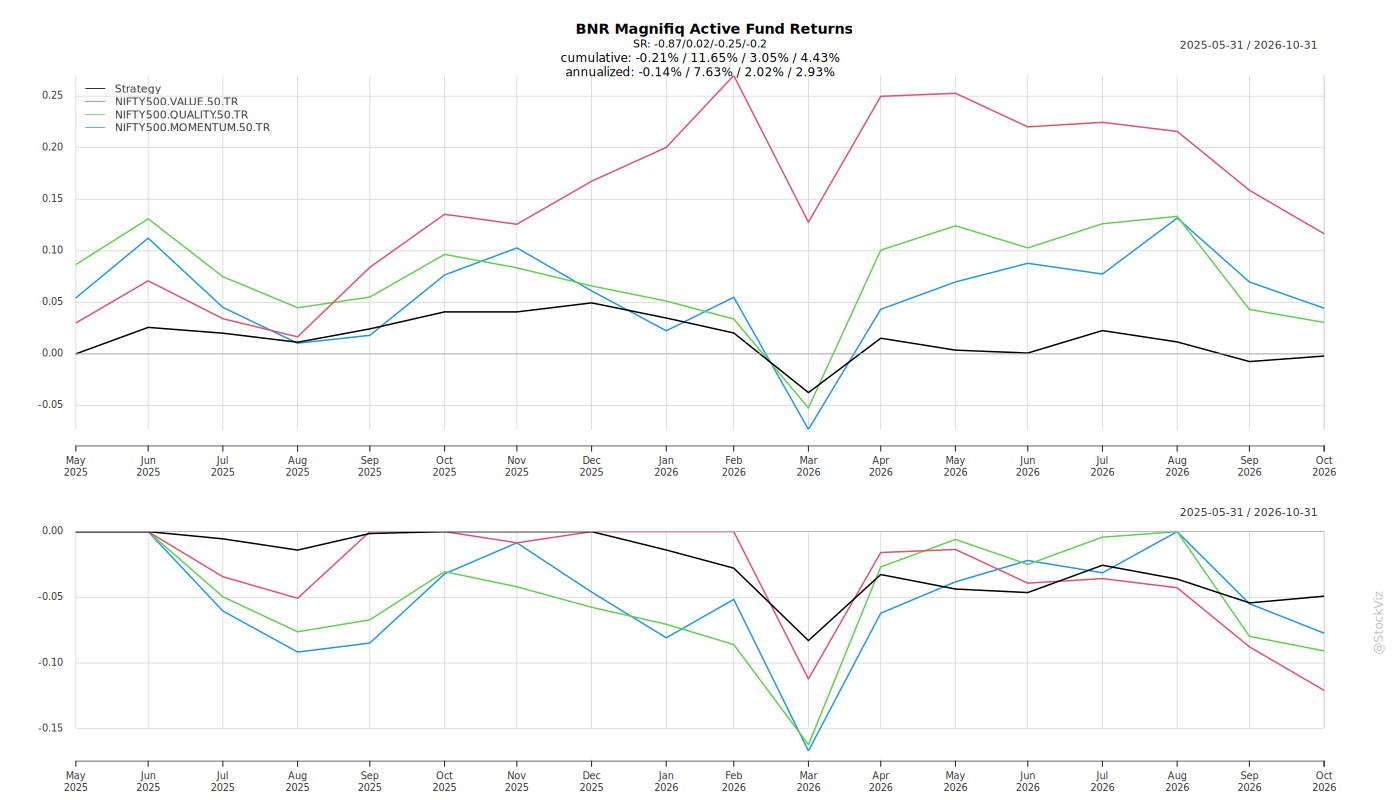 BNR Magnifiq Active Fund Returns
SR: -0.87/0.02/-0.25/-0.2
cumulative: -0.21% / 11.65% / 3.05% / 4.43%
annualized: -0.14% / 7.63% / 2.02% / 2.93%
2025-05-31 / 2026-10-31
Strategy
NIFTY500.VALUE.50.TR
NIFTY500.QUALITY.50.TR
NIFTY500.MOMENTUM.50.TR
0.25
0.20
0.15
0.10
0.05
0.00
-0.05
May Jun Jul Aug Sep Oct Nov Dec Jan Feb Mar Apr May Jun Jul Aug Sep Oct
2025 2025 2025 2025 2025 2025 2025 2025 2026 2026 2026 2026 2026 2026 2026 2026 2026 2026
2025-05-31 / 2026-10-31
0.00
-0.05
-0.10
-0.15
May Jun Jul Aug Sep Oct Nov Dec Jan Feb Mar Apr May Jun Jul Aug Sep Oct
2025 2025 2025 2025 2025 2025 2025 2025 2026 2026 2026 2026 2026 2026 2026 2026 2026 2026
@StockViz